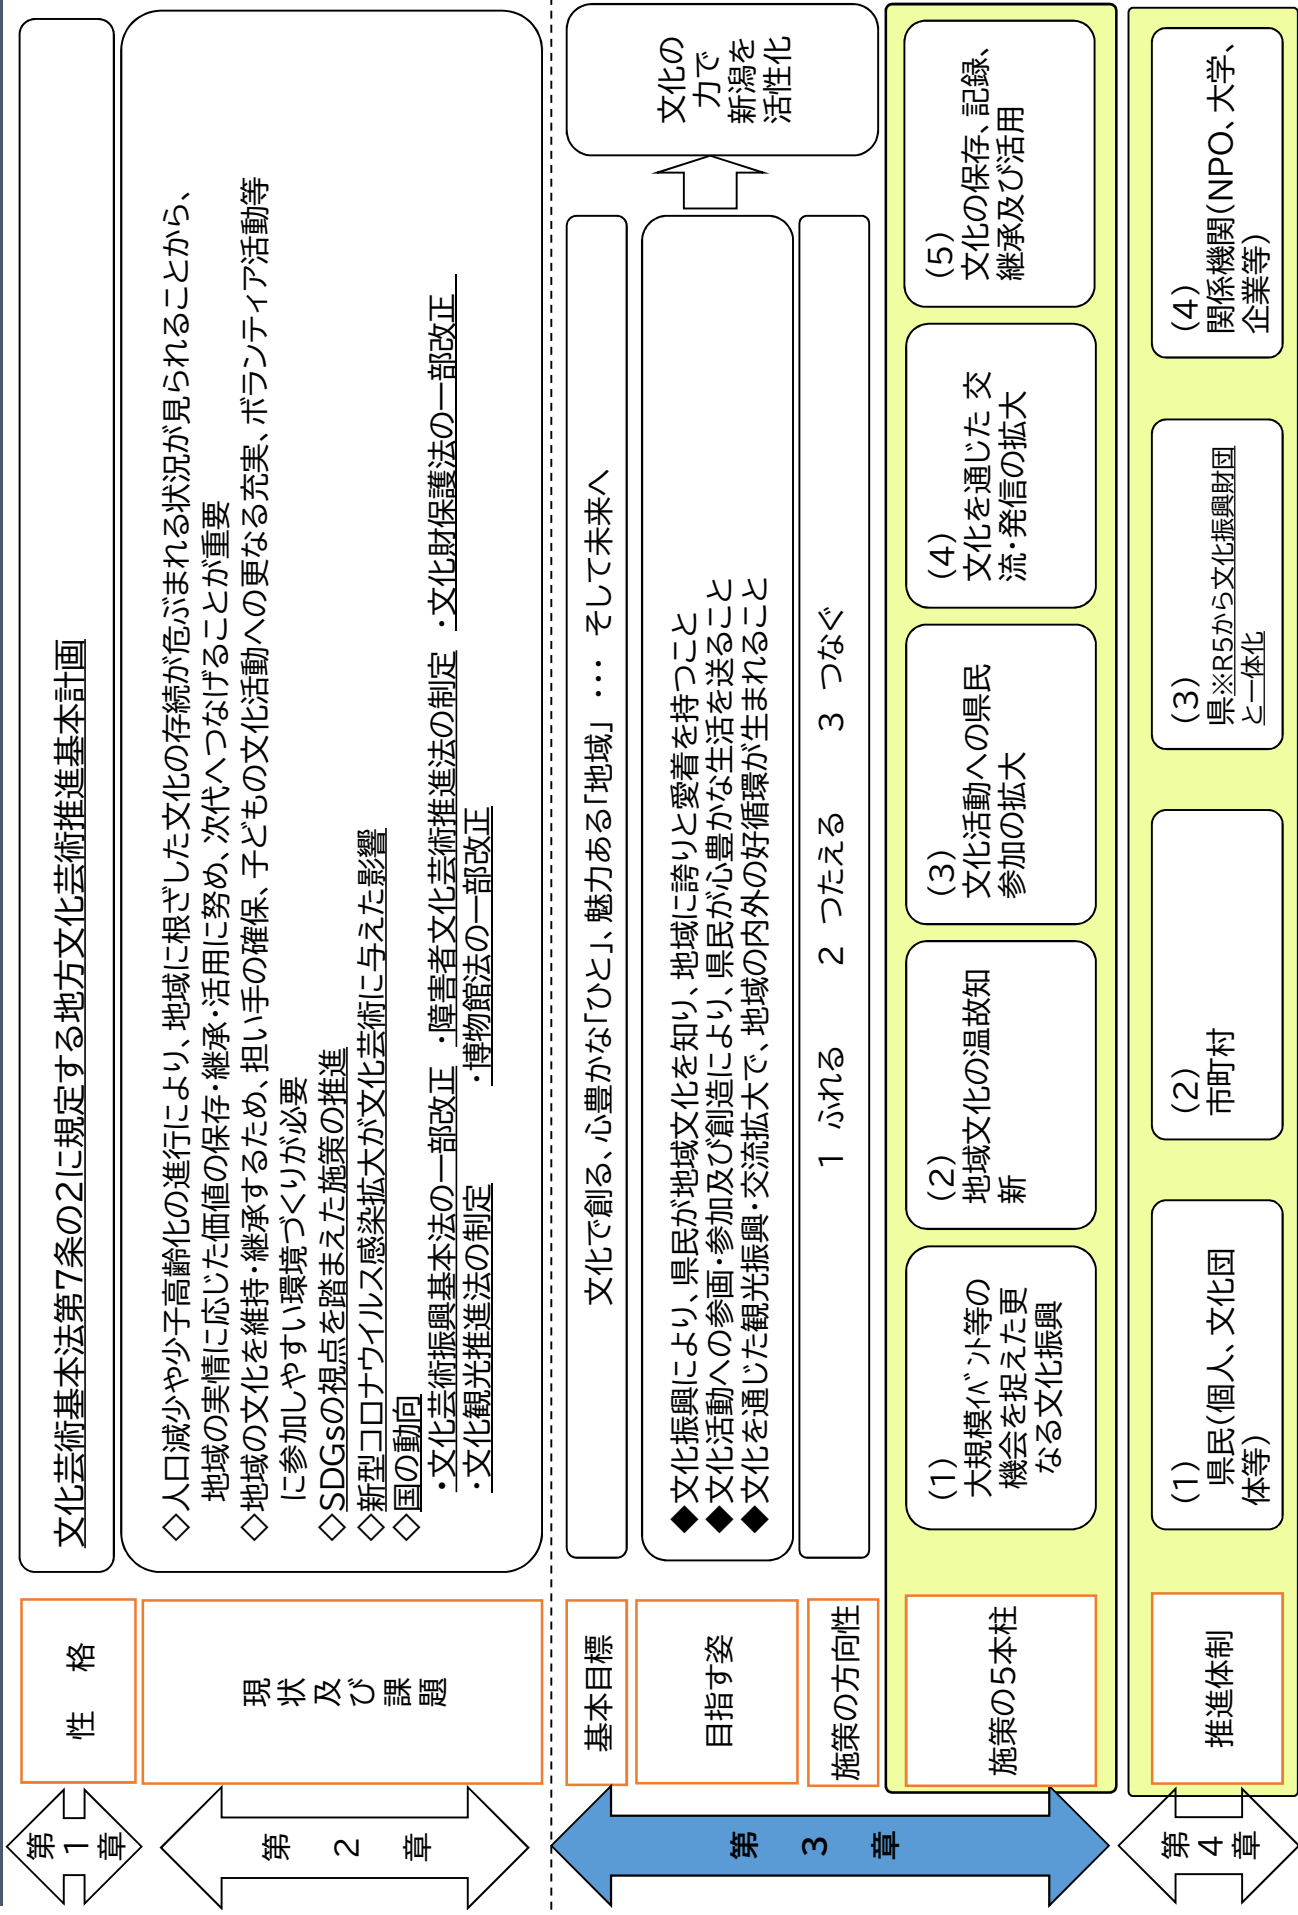 第
1
章
性　格
文化芸術基本法第7条の2に規定する地方文化芸術推進基本計画
第
2
章
現
状
及
び
課
題
◇人口減少や少子高齢化の進行により、地域に根ざした文化の存続が危ぶまれる状況が見られることから、
地域の実情に応じた価値の保存・継承・活用に努め、次代へつなげることが重要
◇地域の文化を維持・継承するため、担い手の確保、子どもの文化活動への更なる充実、ボランティア活動等
に参加しやすい環境づくりが必要
◇SDGsの視点を踏まえた施策の推進
◇新型コロナウイルス感染拡大が文化芸術に与えた影響
◇国の動向
・文化芸術振興基本法の一部改正 ・障害者文化芸術推進法の制定 ・文化財保護法の一部改正
・文化観光推進法の制定 ・博物館法の一部改正
第
3
章
基本目標
文化で創る、心豊かな「ひと」、魅力ある「地域」 … そして未来へ
目指す姿
◆文化振興により、県民が地域文化を知り、地域に誇りと愛着を持つこと
◆文化活動への参画・参加及び創造により、県民が心豊かな生活を送ること
◆文化を通じた観光振興・交流拡大で、地域の内外の好循環が生まれること
施策の方向性
1 ふれる 2 つたえる 3 つなぐ
文化の
力で
新潟を
活性化
施策の5本柱
(1)
大規模ｲﾍﾞﾝﾄ等の
機会を捉えた更
なる文化振興
(2)
地域文化の温故知
新
(3)
文化活動への県民
参加の拡大
(4)
文化を通じた 交
流・発信の拡大
(5)
文化の保存、記録、
継承及び活用
第
4
章
推進体制
(1)
県民(個人、文化団
体等)
(2)
市町村
(3)
県※R5から文化振興財団
と一体化
(4)
関係機関(NPO、大学、
企業等)